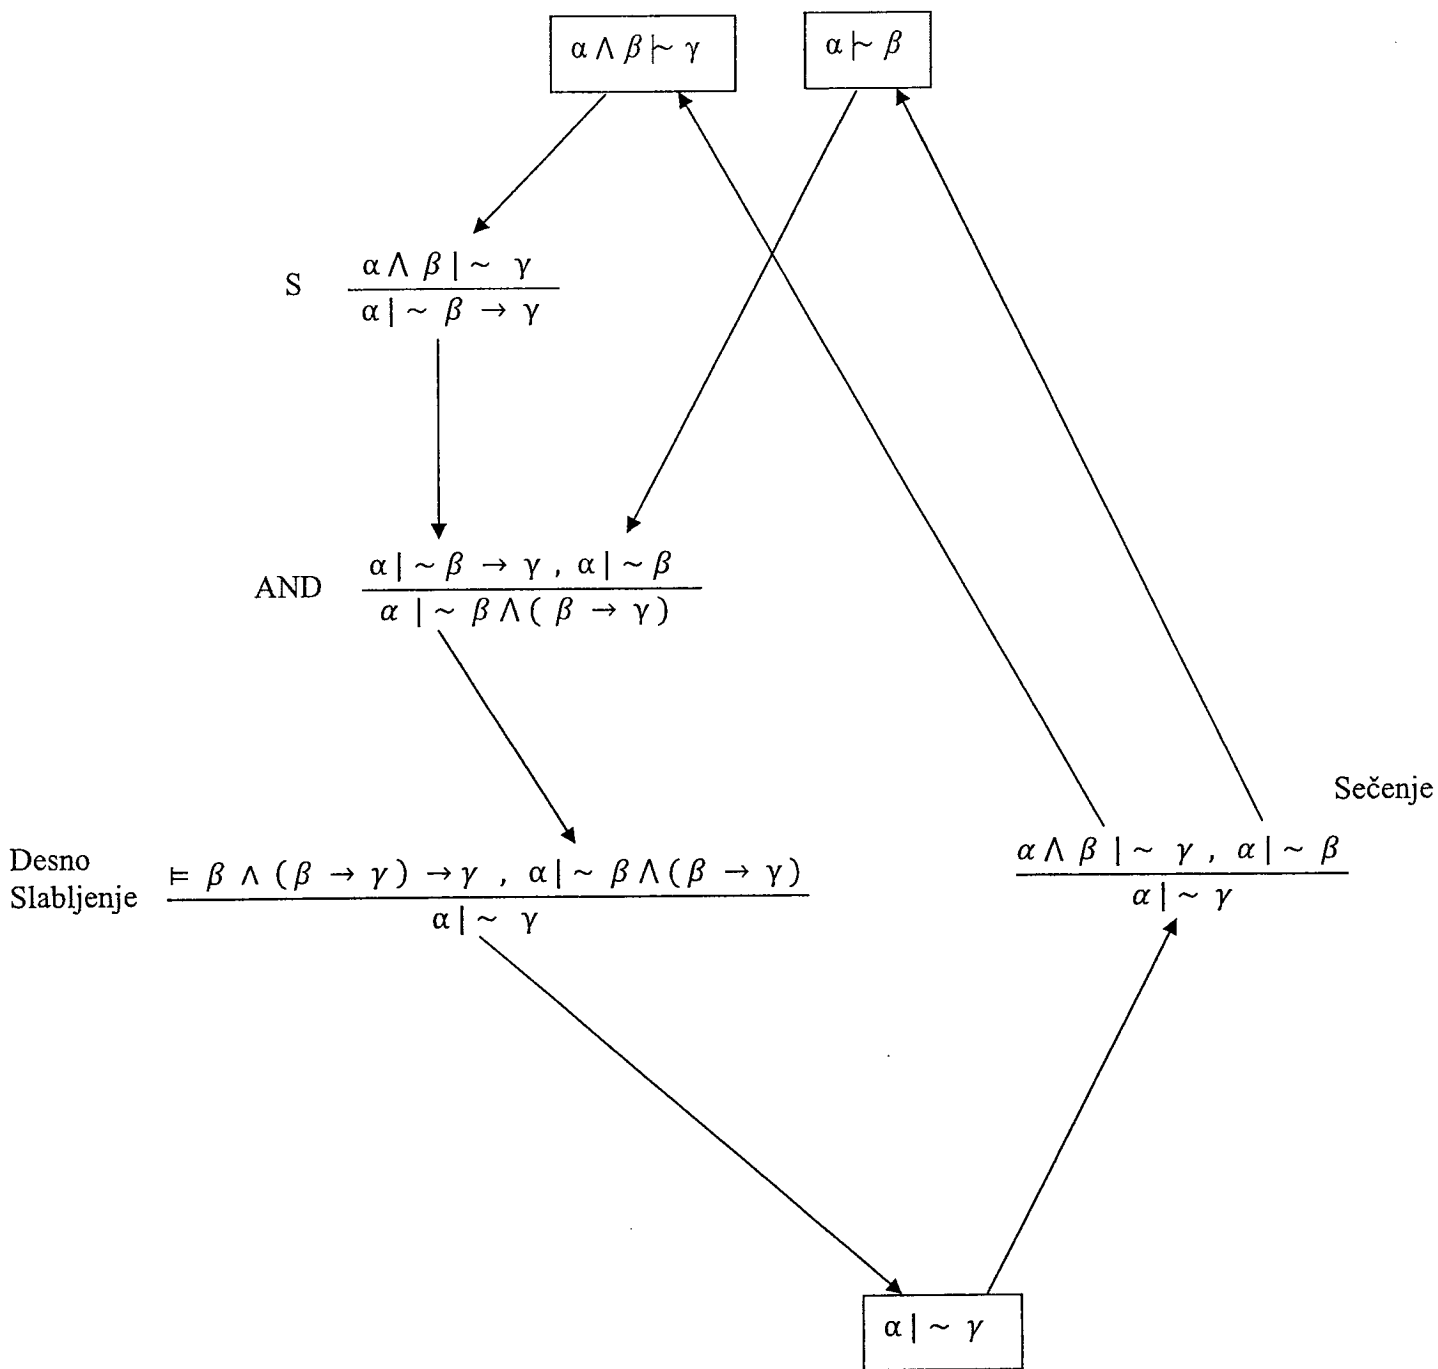 α ∧ β |~ γ
α |~ β
S
α ∧ β | ~ γ
α | ~ β → γ
AND
α | ~ β → γ , α | ~ β
α | ~ β ∧ ( β → γ )
Sečenje
α ∧ β | ~ γ , α | ~ β
α | ~ γ
Desno
Slabljenje
⊨ β ∧ (β → γ) → γ , α | ~ β ∧ (β → γ)
α | ~ γ
α | ~ γ